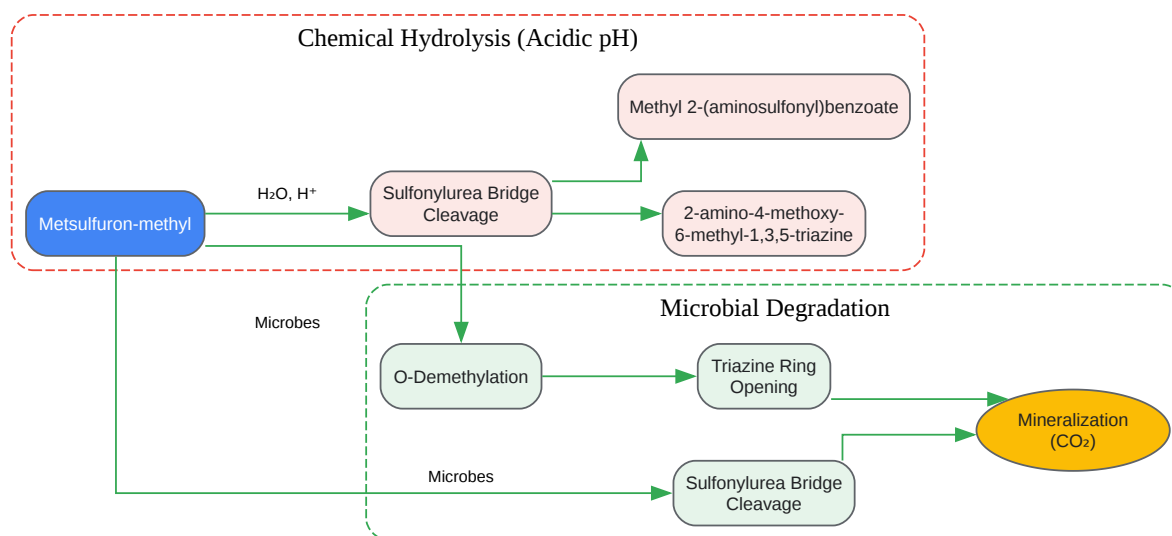 Chemical Hydrolysis (Acidic pH)
Methyl 2-(aminosulfonyl)benzoate
H₂O, H⁺
Sulfonylurea Bridge
Cleavage
Metsulfuron-methyl
2-amino-4-methoxy-
6-methyl-1,3,5-triazine
Microbial Degradation
Microbes
O-Demethylation
Triazine Ring
Opening
Mineralization
(CO₂)
Microbes
Sulfonylurea Bridge
Cleavage